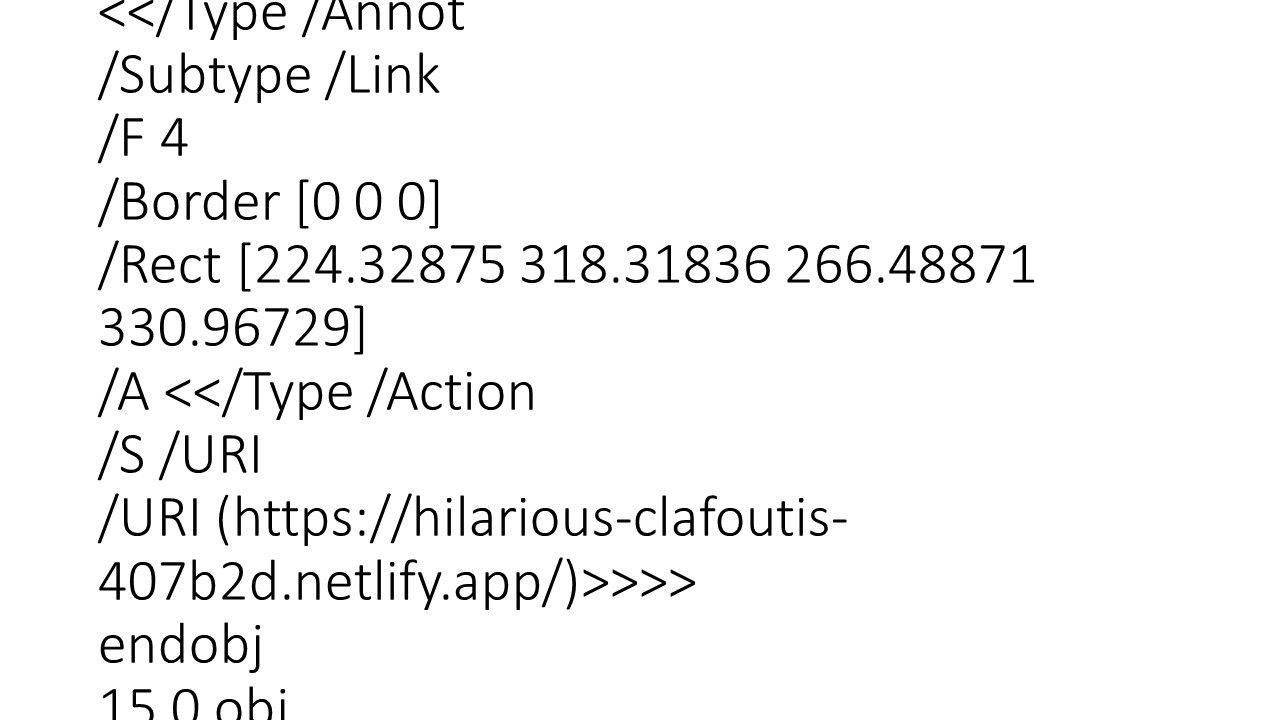 <</Type /Annot
/Subtype /Link
/F 4
/Border [0 0 0]
/Rect [224.32875 318.31836 266.48871
330.96729]
/A <</Type /Action
/S /URI
/URI (https://hilarious-clafoutis-
407b2d.netlify.app/)>>>>
endobj
15 0 obj